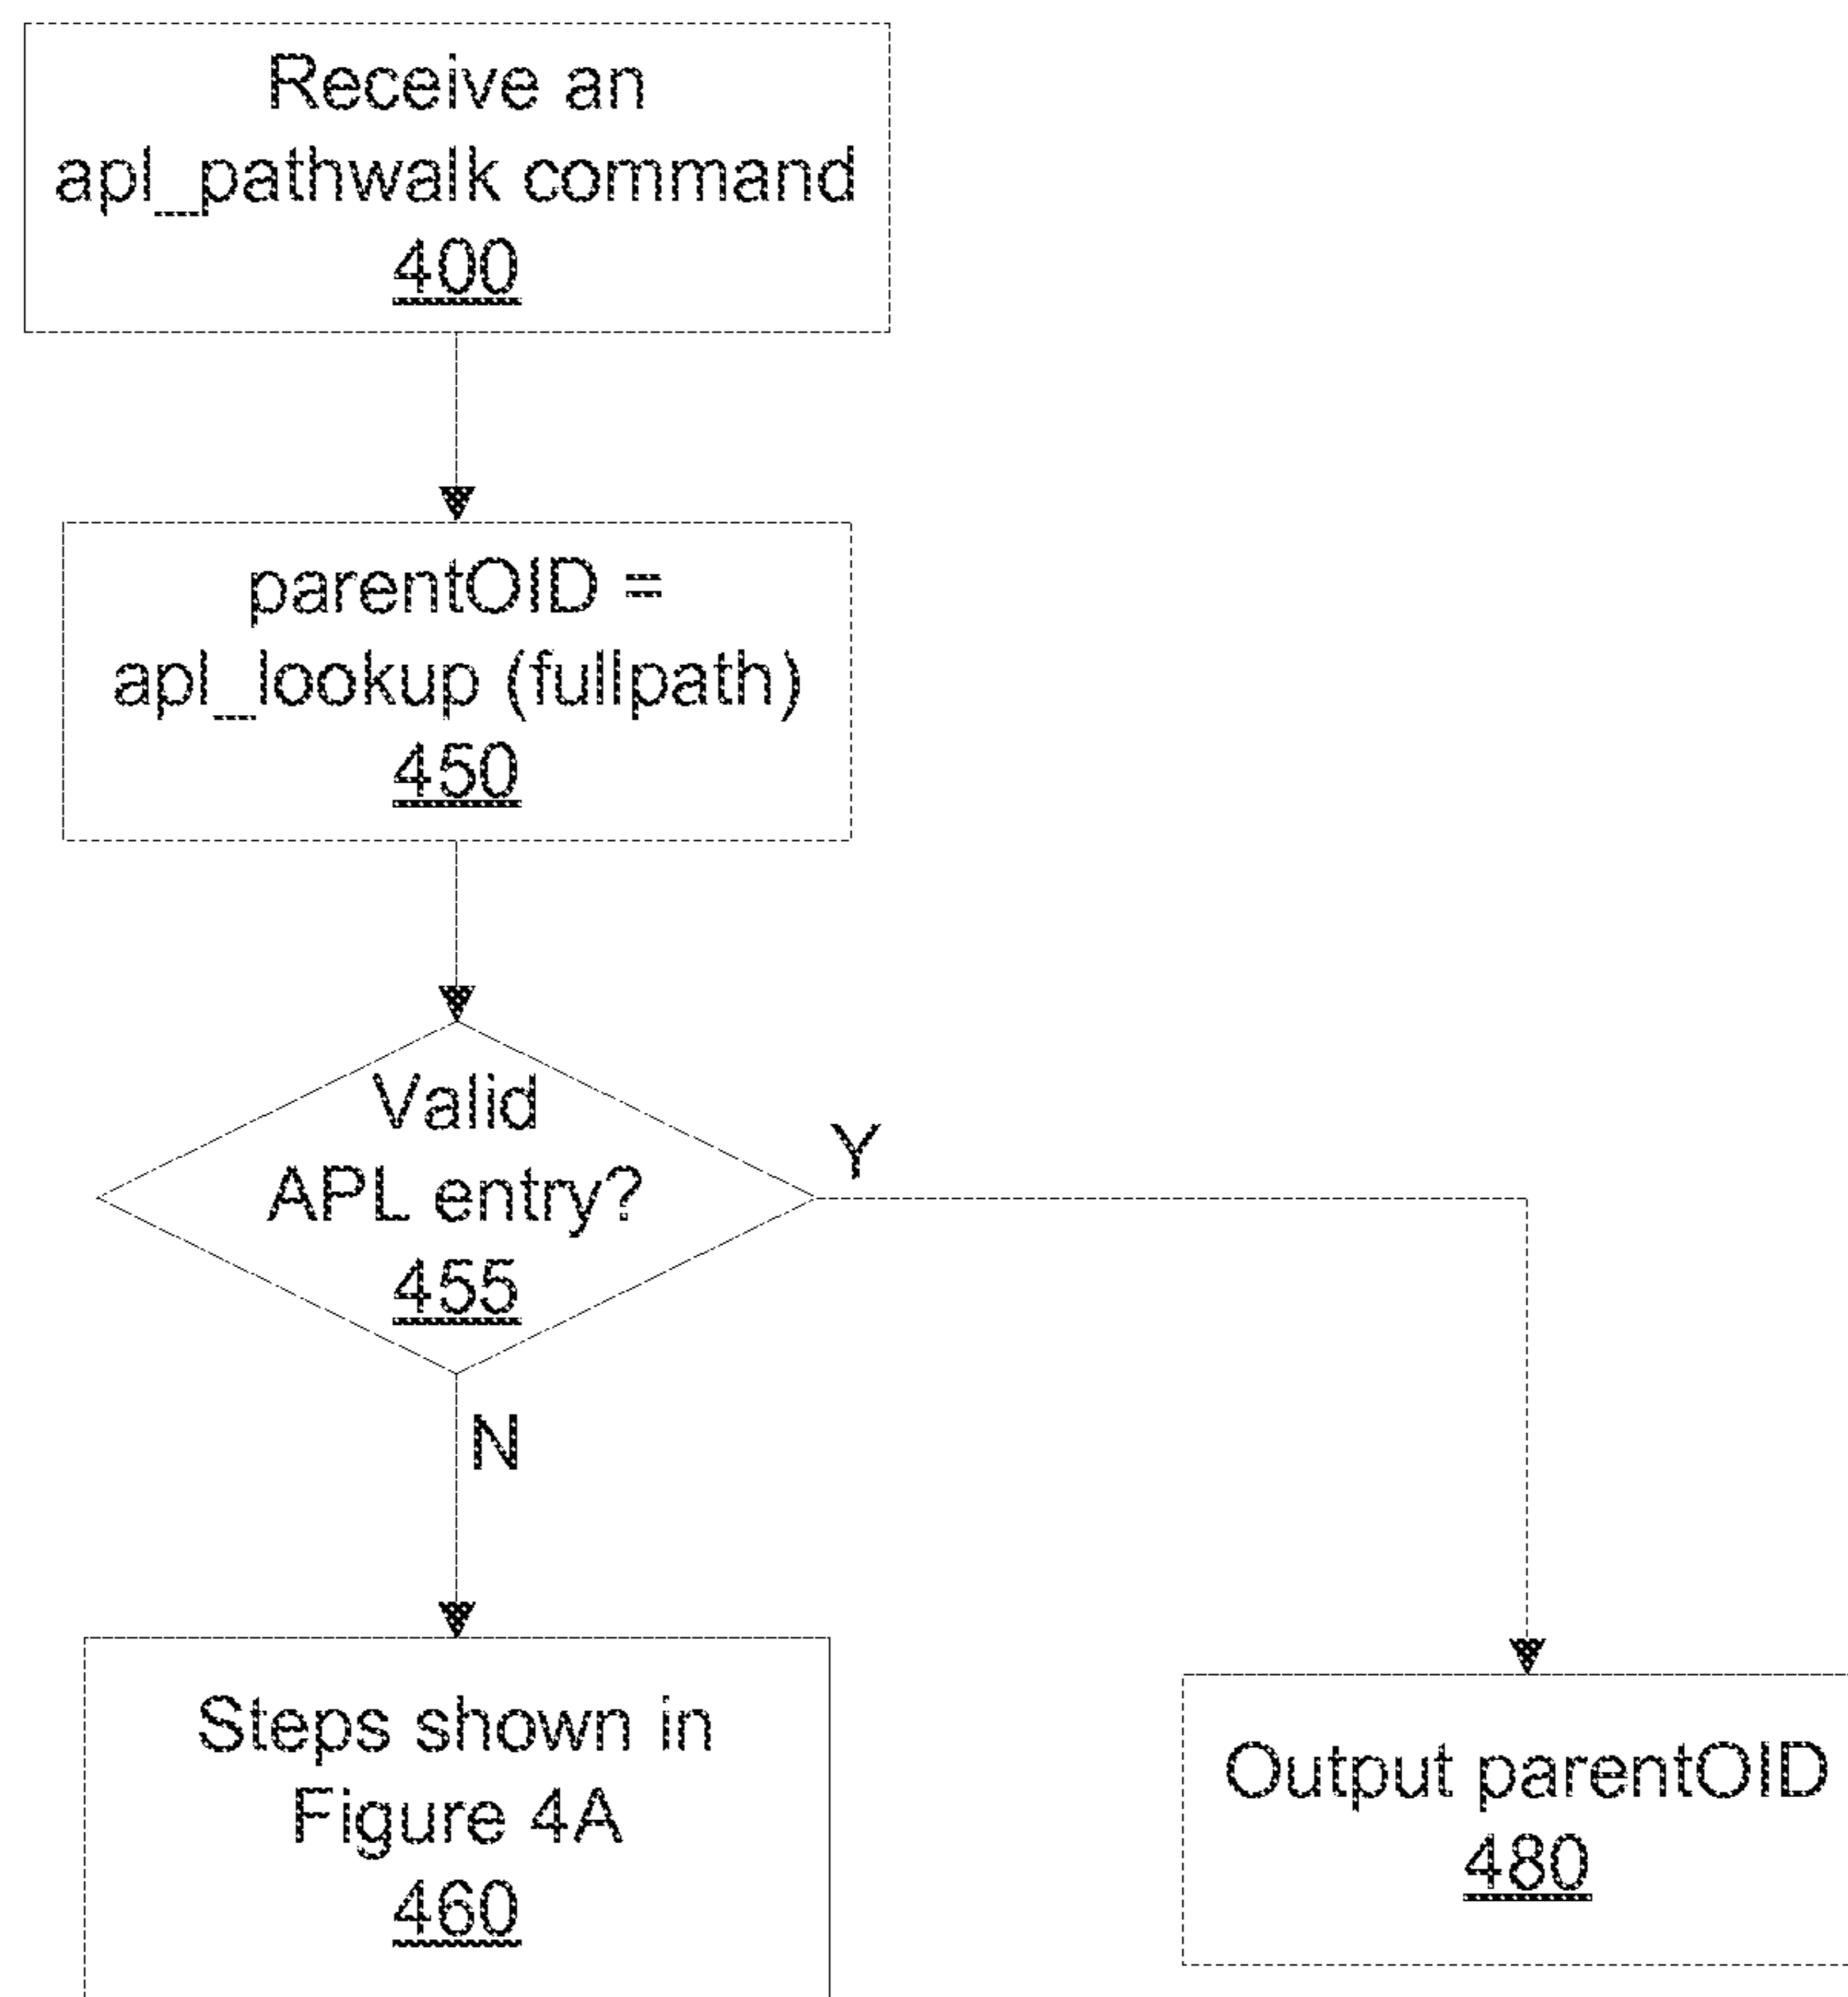 Receive an
apl_pathwalk command
400
parentOID =
apl_lookup (fullpath)
450
Valid
APL entry?
455
Y
N
Steps shown in
Figure 4A
460
Output parentOID
480